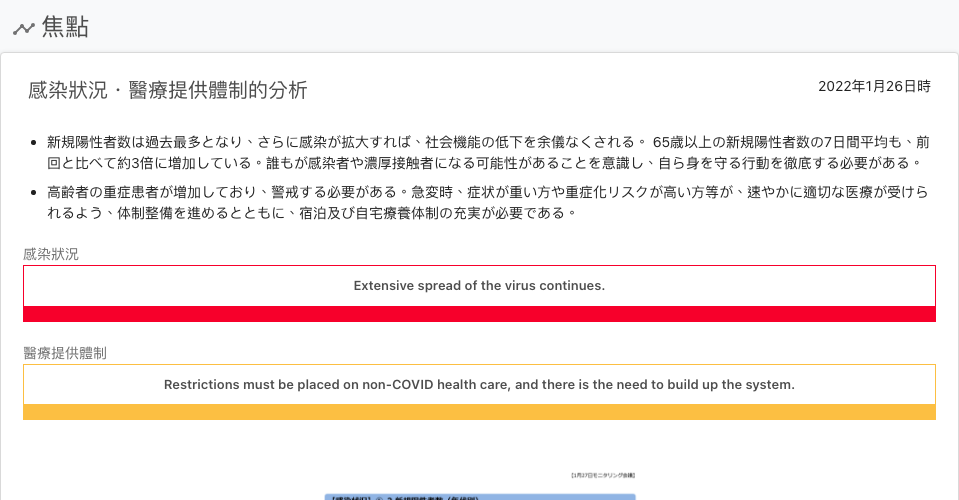 焦點
感染狀況・醫療提供體制的分析
2022年1月26日時
新規陽性者数は過去最多となり、さらに感染が拡大すれば、社会機能の低下を余儀なくされる。 65歳以上の新規陽性者数の7日間平均も、前
回と比べて約3倍に増加している。誰もが感染者や濃厚接触者になる可能性があることを意識し、自ら身を守る行動を徹底する必要がある。
高齢者の重症患者が増加しており、警戒する必要がある。急変時、症状が重い方や重症化リスクが高い方等が、速やかに適切な医療が受けら
れるよう、体制整備を進めるとともに、宿泊及び自宅療養体制の充実が必要である。
感染狀況
Extensive spread of the virus continues.
醫療提供體制
Restrictions must be placed on non-COVID health care, and there is the need to build up the system.
【1月27日モニタリング会議】